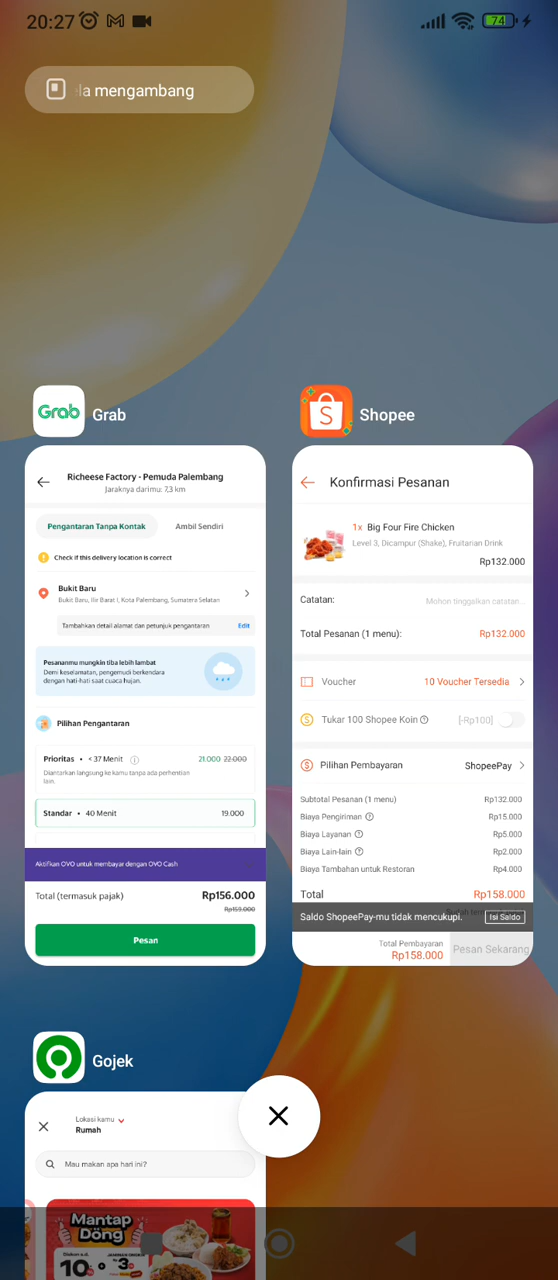 20:27
74
la mengambang
Grab
Grab
Richeese Factory - Pemuda Palembang
Jaraknya darimu: 7,3 km
Pengantaran Tanpa Kontak
Ambil Sendiri
Check if this delivery location is correct
Bukit Baru
Bukit Baru, Ilir Barat I, Kota Palembang, Sumatera Selatan
Tambahkan detail alamat dan petunjuk pengantaran
Edit
Pesananmu mungkin tiba lebih lambat
Demi keselamatan, pengemudi berkendara
dengan hati-hati saat cuaca hujan.
Pilihan Pengantaran
Prioritas • < 37 Menit
21.000 22.000
Diantarkan langsung ke kamu tanpa ada perhentian
lain.
Standar • 40 Menit
19.000
Aktifkan OVO untuk membayar dengan OVO Cash
Total (termasuk pajak)
Rp156.000
Rp159.000
Pesan
Shopee
Konfirmasi Pesanan
1x Big Four Fire Chicken
Level 3, Dicampur (Shake), Fruitarian Drink
Rp132.000
Catatan:
Mohon tinggalkan catatan...
Total Pesanan (1 menu):
Rp132.000
Voucher
10 Voucher Tersedia
Tukar 100 Shopee Koin
[-Rp100]
Pilihan Pembayaran
ShopeePay
Subtotal Pesanan (1 menu)
Rp132.000
Biaya Pengiriman
Rp15.000
Biaya Layanan
Rp5.000
Biaya Lain-lain
Rp2.000
Biaya Tambahan untuk Restoran
Rp4.000
Total
Rp158.000
Saldo ShopeePay-mu tidak mencukupi.
Isi Saldo
Total Pembayaran
Rp158.000
Pesan Sekarang
Gojek
Lokasi kamu
Rumah
Mau makan apa hari ini?
Mantap
Döng
Diskon s.d.